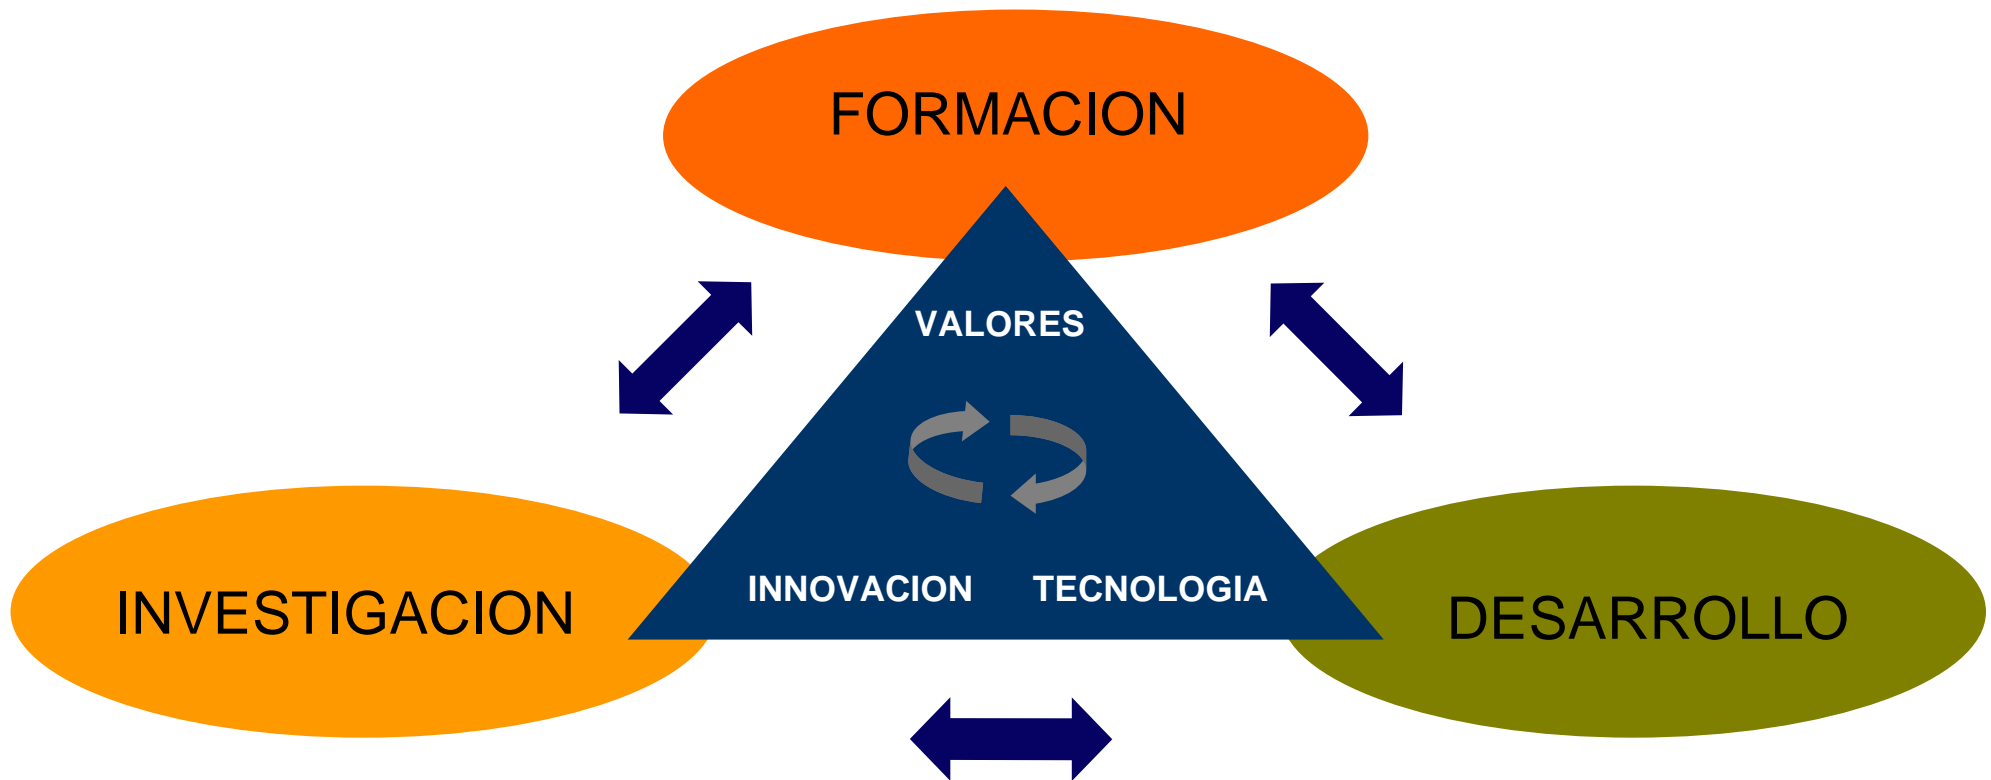 FORMACION
VALORES
INNOVACION TECNOLOGIA
INVESTIGACION
DESARROLLO